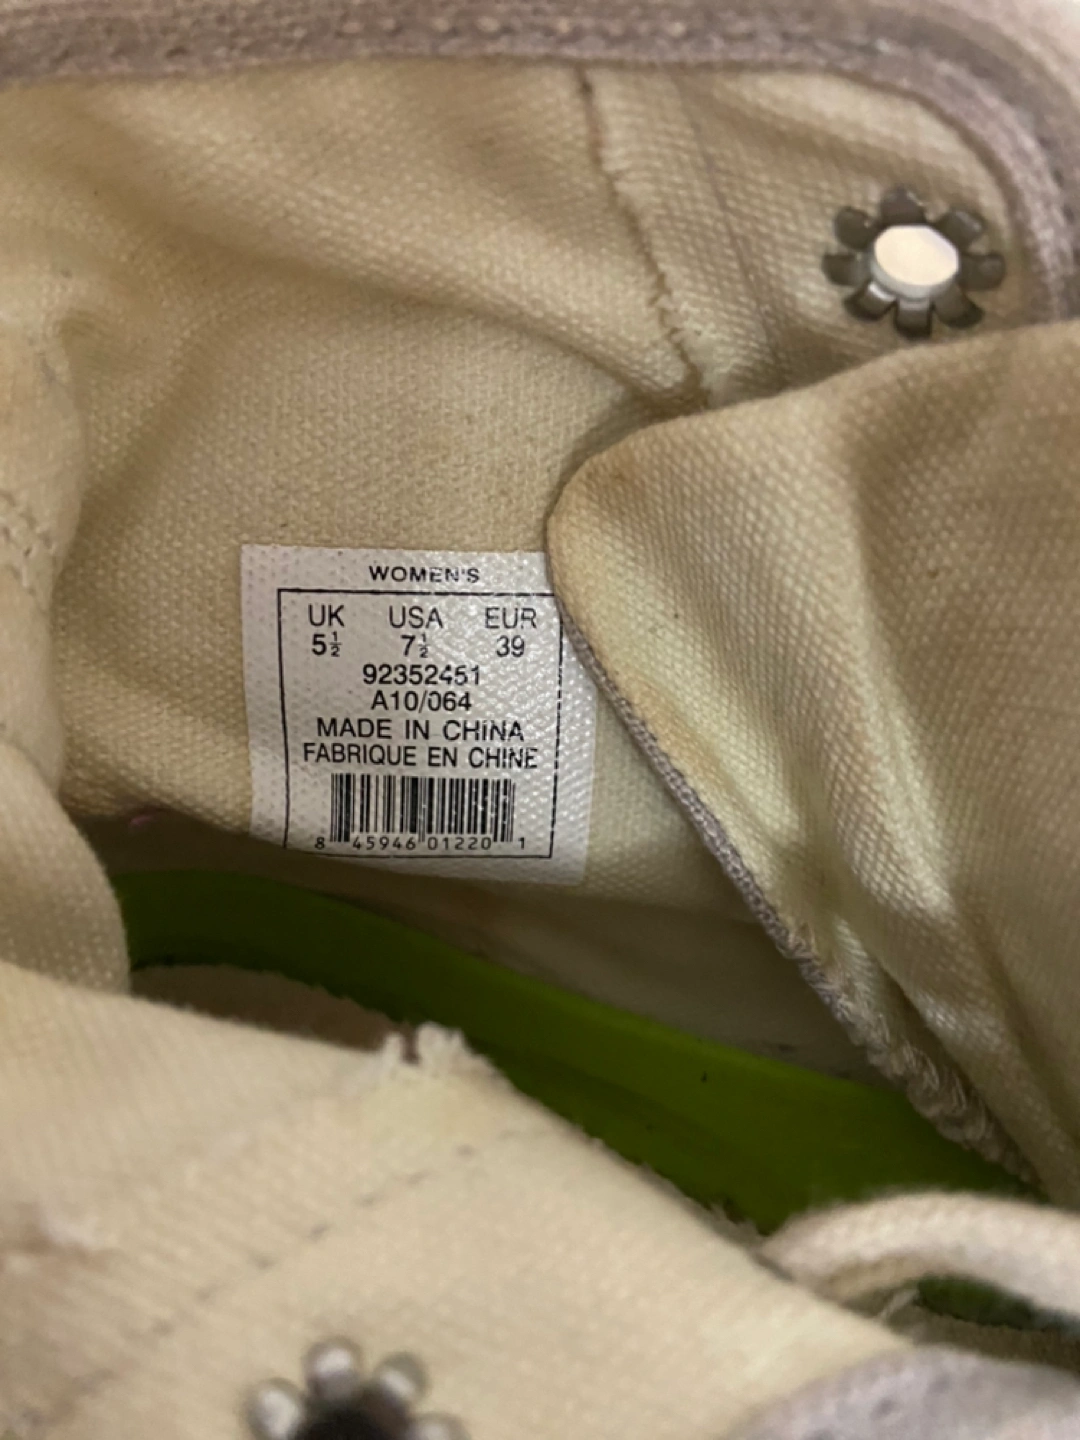 WOMEN'S
UK USA EUR
5½ 7½ 39
92352451
A10/064
MADE IN CHINA
FABRIQUE EN CHINE
8 45946 01220 1